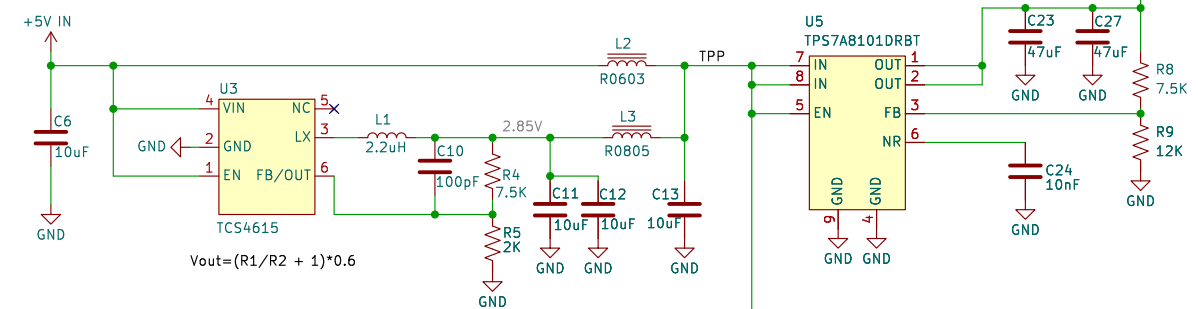 +5V IN
C6
10uF
GND
U3
4
VIN
NC
5
LX
3
GND
2
GND
1
EN
FB/OUT
6
TCS4615
Vout=(R1/R2 + 1)*0.6
L1
2.2uH
C10
100pF
R4
7.5K
R5
2K
GND
2.85V
C11
10uF
GND
C12
10uF
GND
L2
R0603
L3
R0805
C13
10uF
GND
TPP
U5
TPS7A8101DRBT
7
IN
OUT
1
8
IN
OUT
2
5
EN
FB
3
NR
6
GND
GND
9
4
GND
GND
C23
47uF
GND
C27
47uF
GND
R8
7.5K
R9
12K
GND
C24
10nF
GND